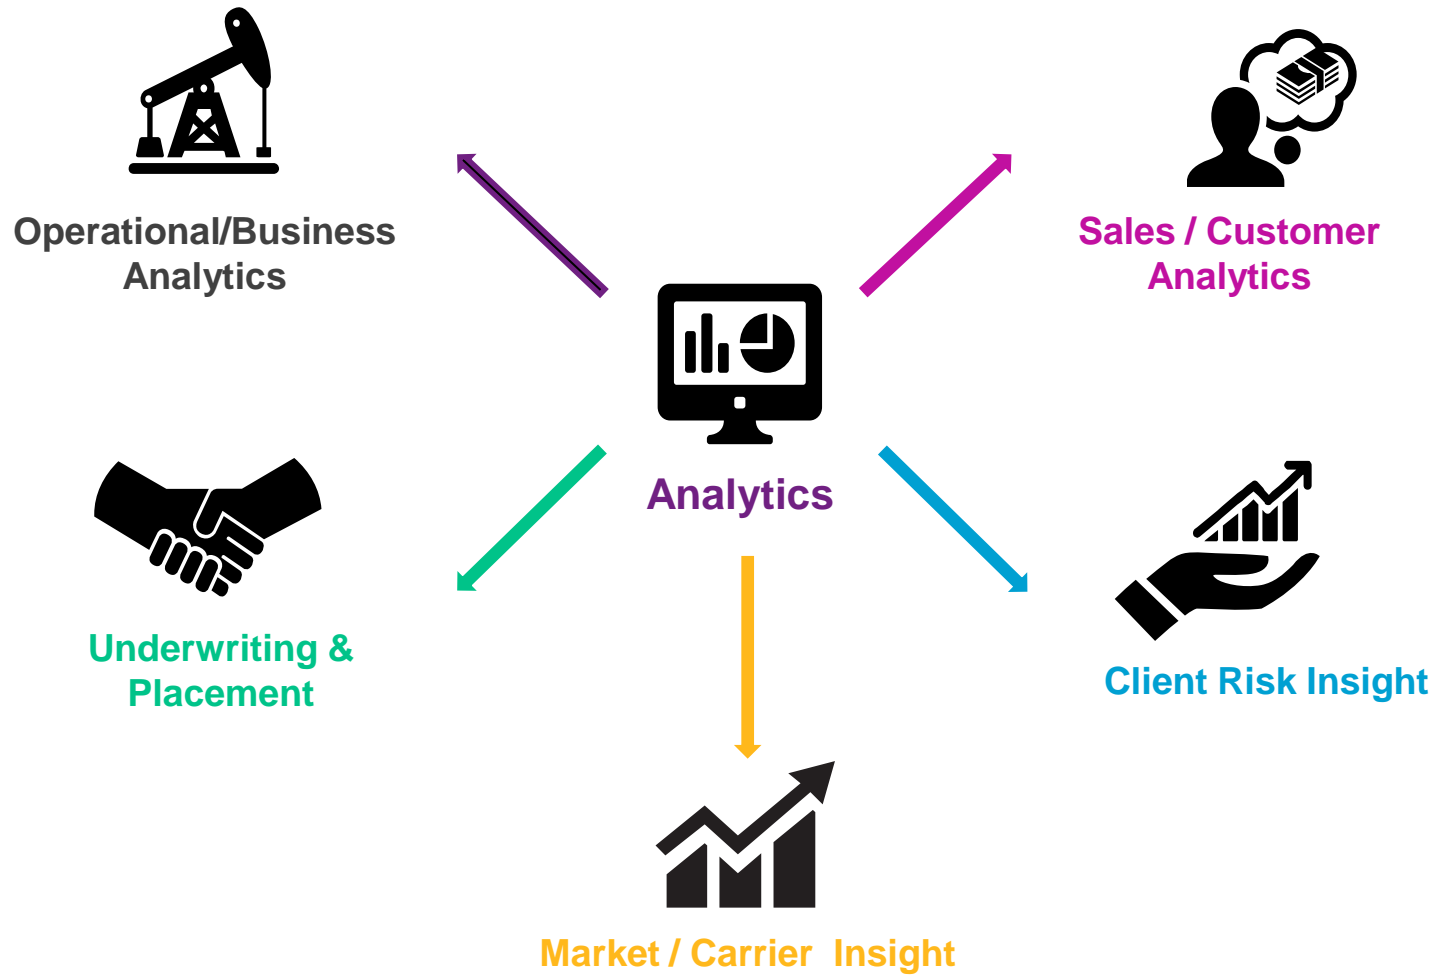 Operational/Business
Analytics
Sales / Customer
Analytics
Analytics
Underwriting &
Placement
Client Risk Insight
Market / Carrier  Insight